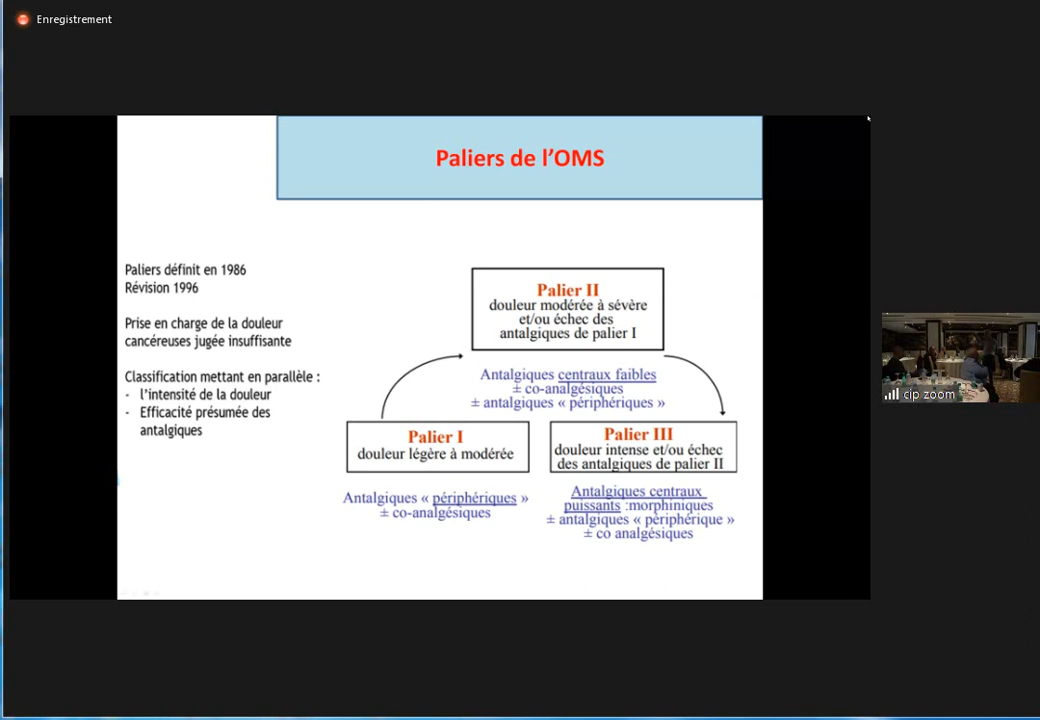 Enregistrement
Paliers de l'OMS
Paliers définit en 1986
Révision 1996
Prise en charge de la douleur
cancéreuses jugée insuffisante
Classification mettant en parallèle :
- l'intensité de la douleur
- Efficacité présumée des
antalgiques
Palier II
douleur modérée à sévère
et/ou échec des
antalgiques de palier I
Antalgiques centraux faibles
± co-analgésiques
± antalgiques « périphériques »
Palier I
douleur légère à modérée
Antalgiques « périphériques »
± co-analgésiques
Palier III
douleur intense et/ou échec
des antalgiques de palier II
Antalgiques centraux
puissants :morphiniques
± antalgiques « périphérique »
± co analgésiques
cip zoom